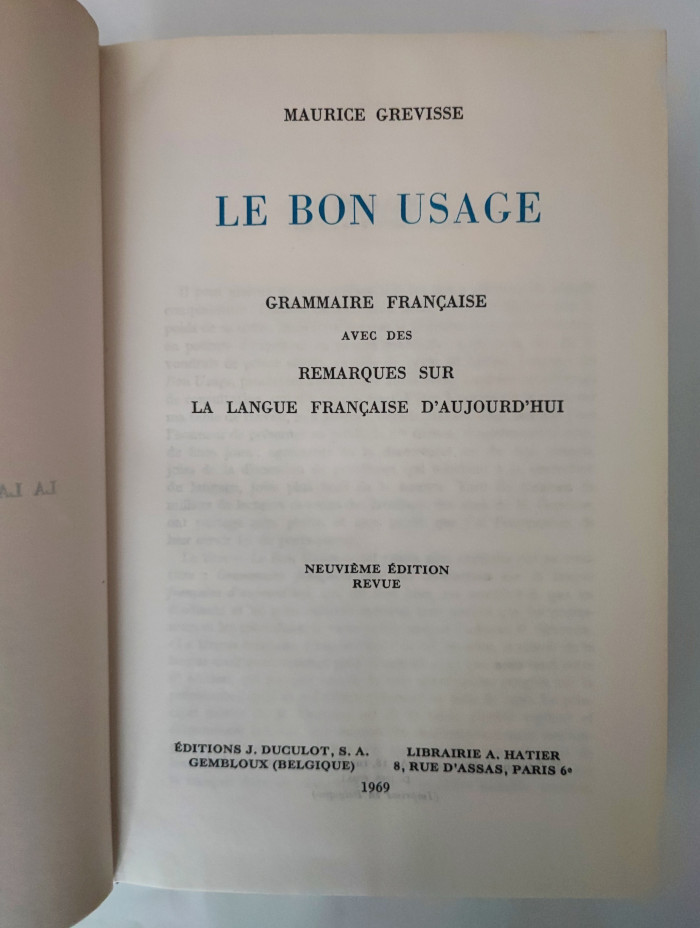 MAURICE GREVISSE
LE BON USAGE
GRAMMAIRE FRANÇAISE
AVEC DES
REMARQUES SUR
LA LANGUE FRANÇAISE D'AUJOURD'HUI
NEUVIÈME ÉDITION
REVUE
ÉDITIONS J. DUCULOT, S. A.
GEMBLOUX (BELGIQUE)
LIBRAIRIE A. HATIER
8, RUE D'ASSAS, PARIS 6e
1969